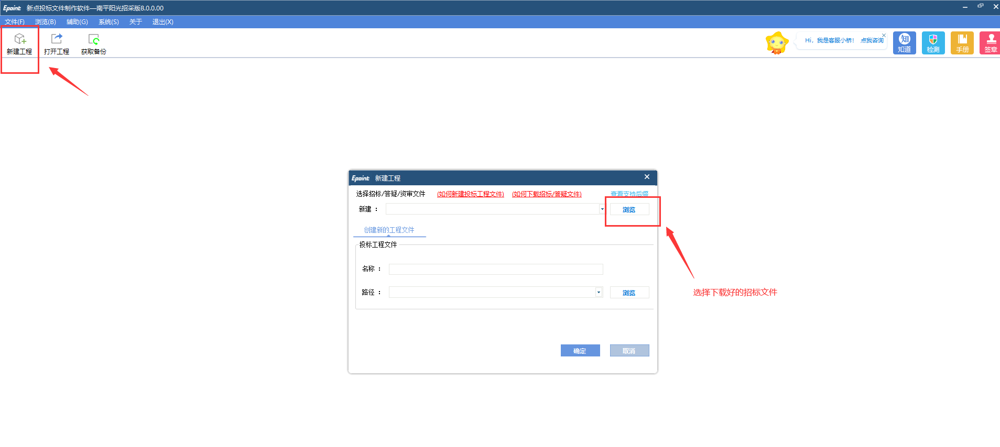 Epoint 新点投标文件制作软件—南平阳光招采版8.0.0.00
文件(F) 浏览(B) 辅助(G) 系统(S) 关于 退出(X)
新建工程 打开工程 获取备份
Hi，我是客服小桥！ 点我咨询
知
知道 检测 手册 签章
Epoint 新建工程
选择招标/答疑/资审文件 (如何新建投标工程文件) (如何下载招标/答疑文件) 查看支持后缀
新建 ： 浏览
创建新的工程文件
投标工程文件
名称 ：
路径 ： 浏览
选择下载好的招标文件
确定 取消